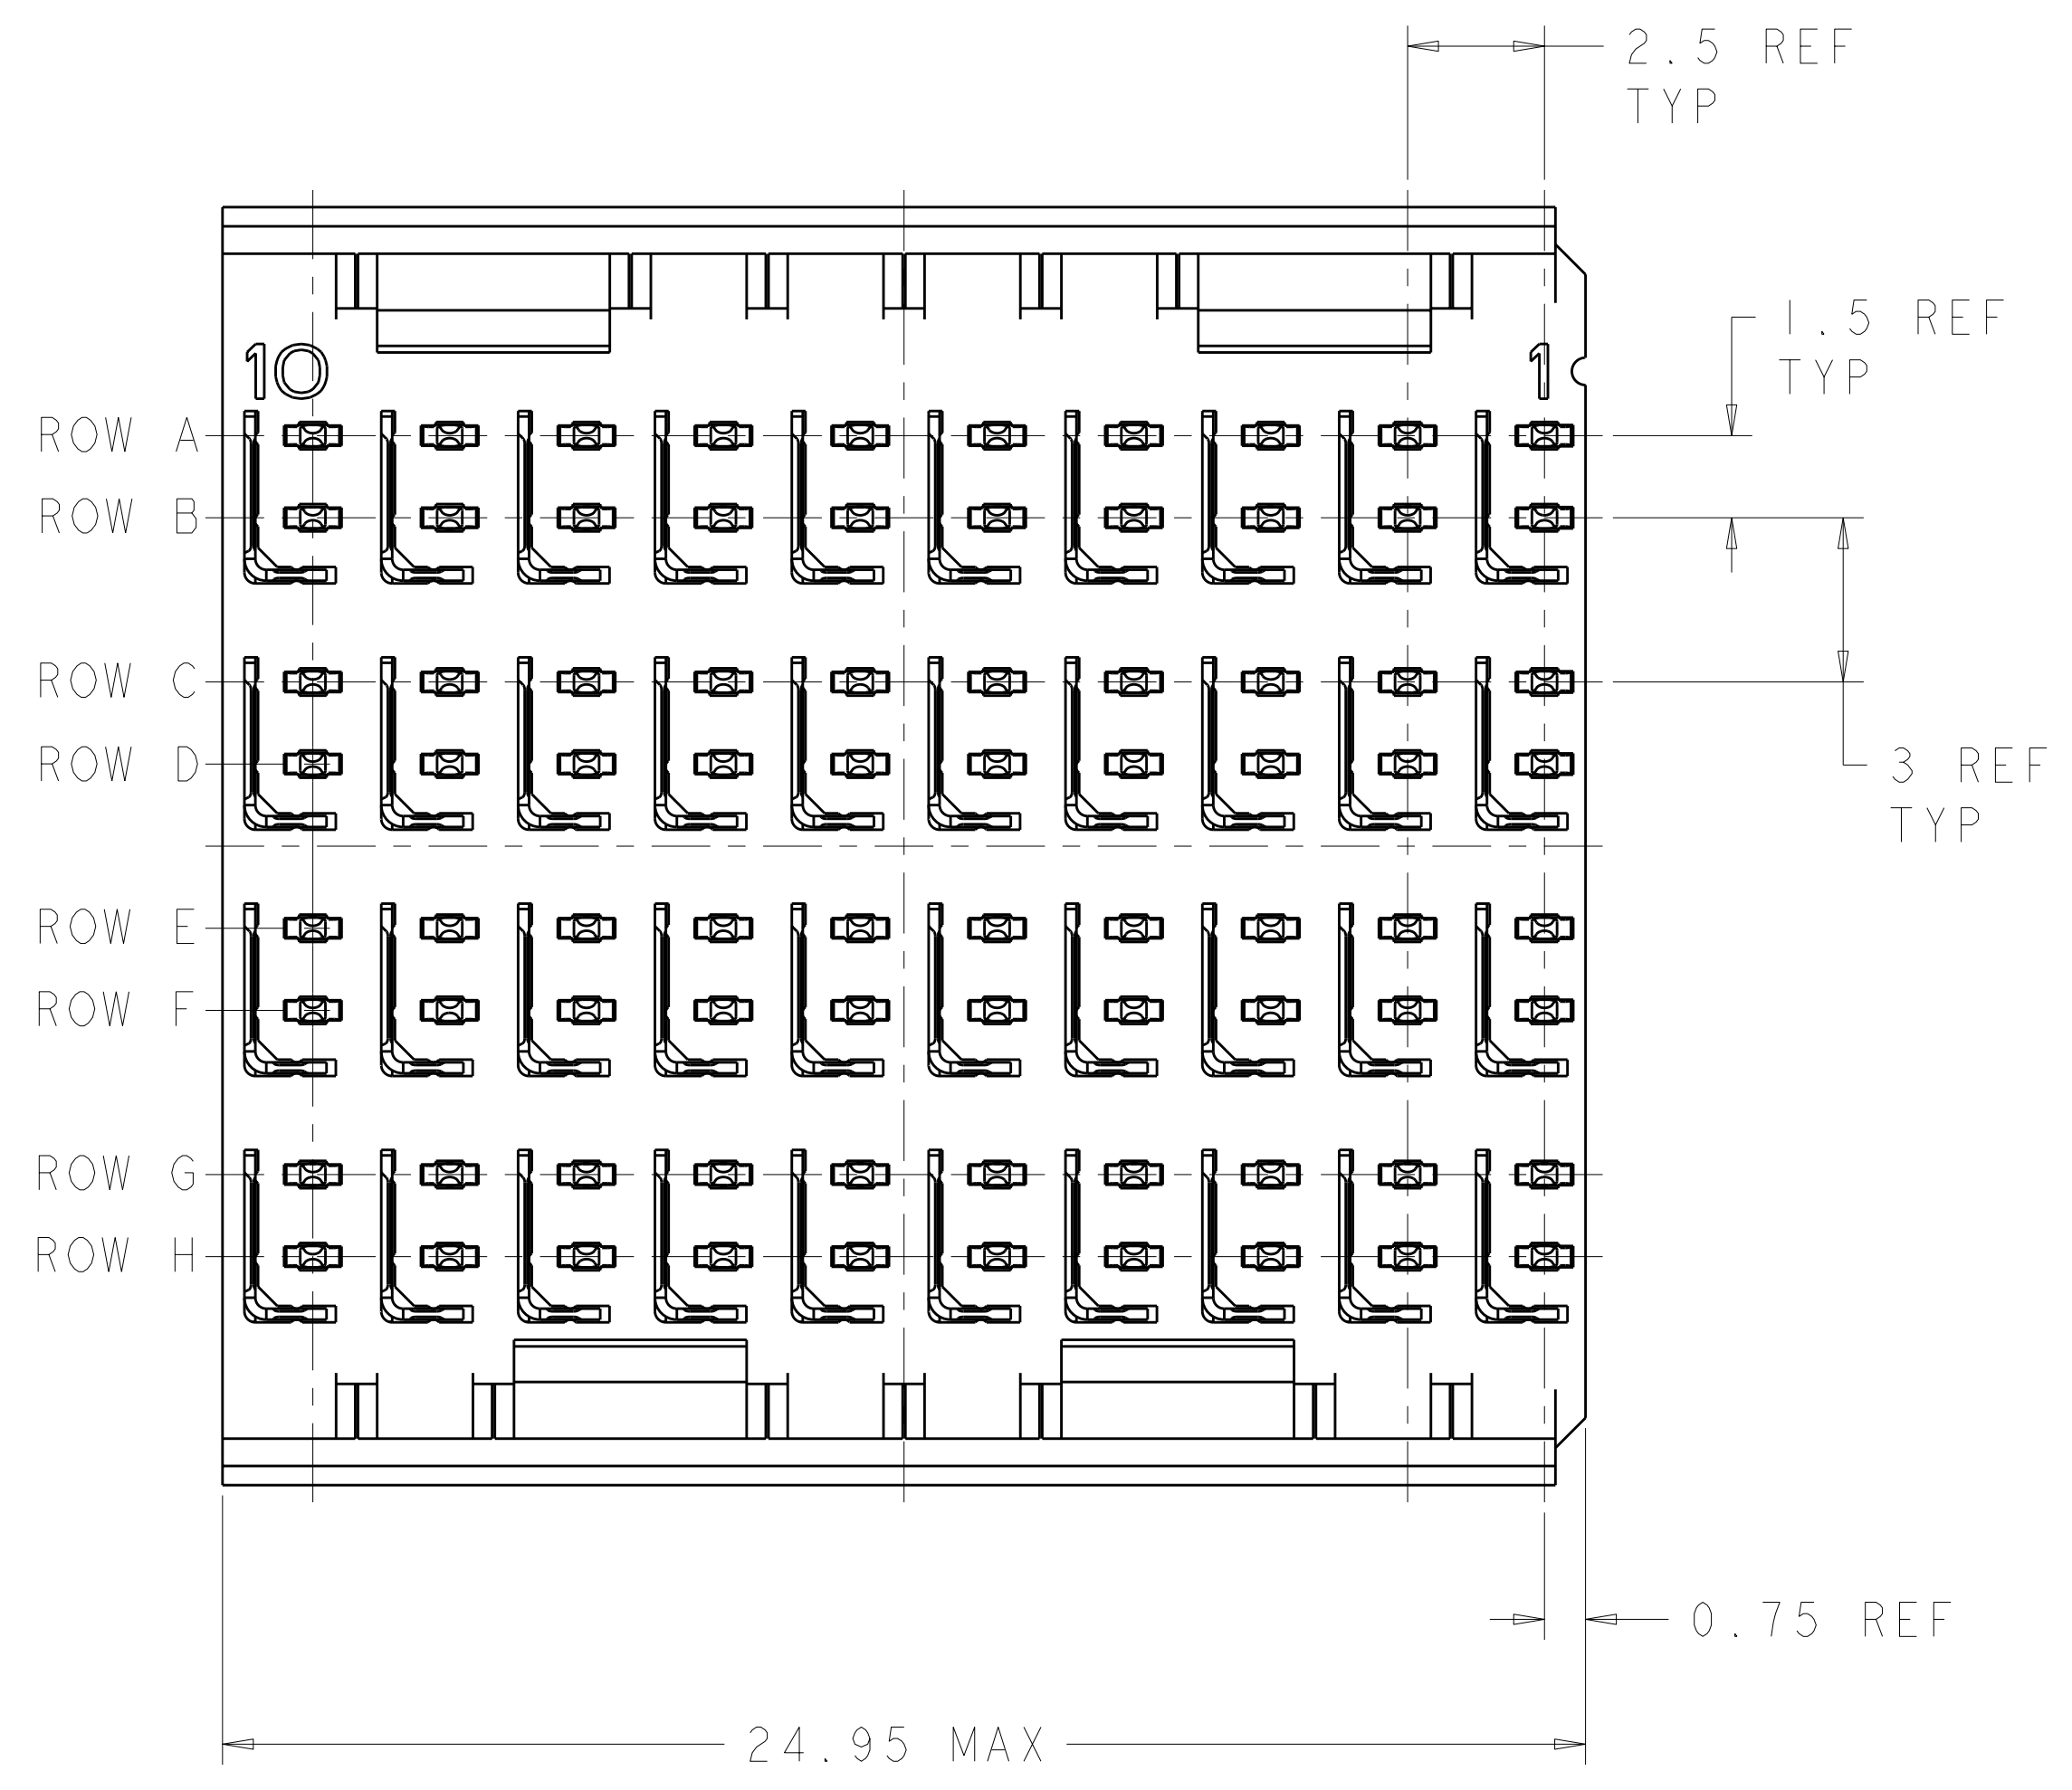 2.5 REF
TYP
1.5 REF
TYP
10
1
ROW A
ROW B
ROW C
ROW D
3 REF
TYP
ROW E
ROW F
ROW G
ROW H
0.75 REF
24.95 MAX